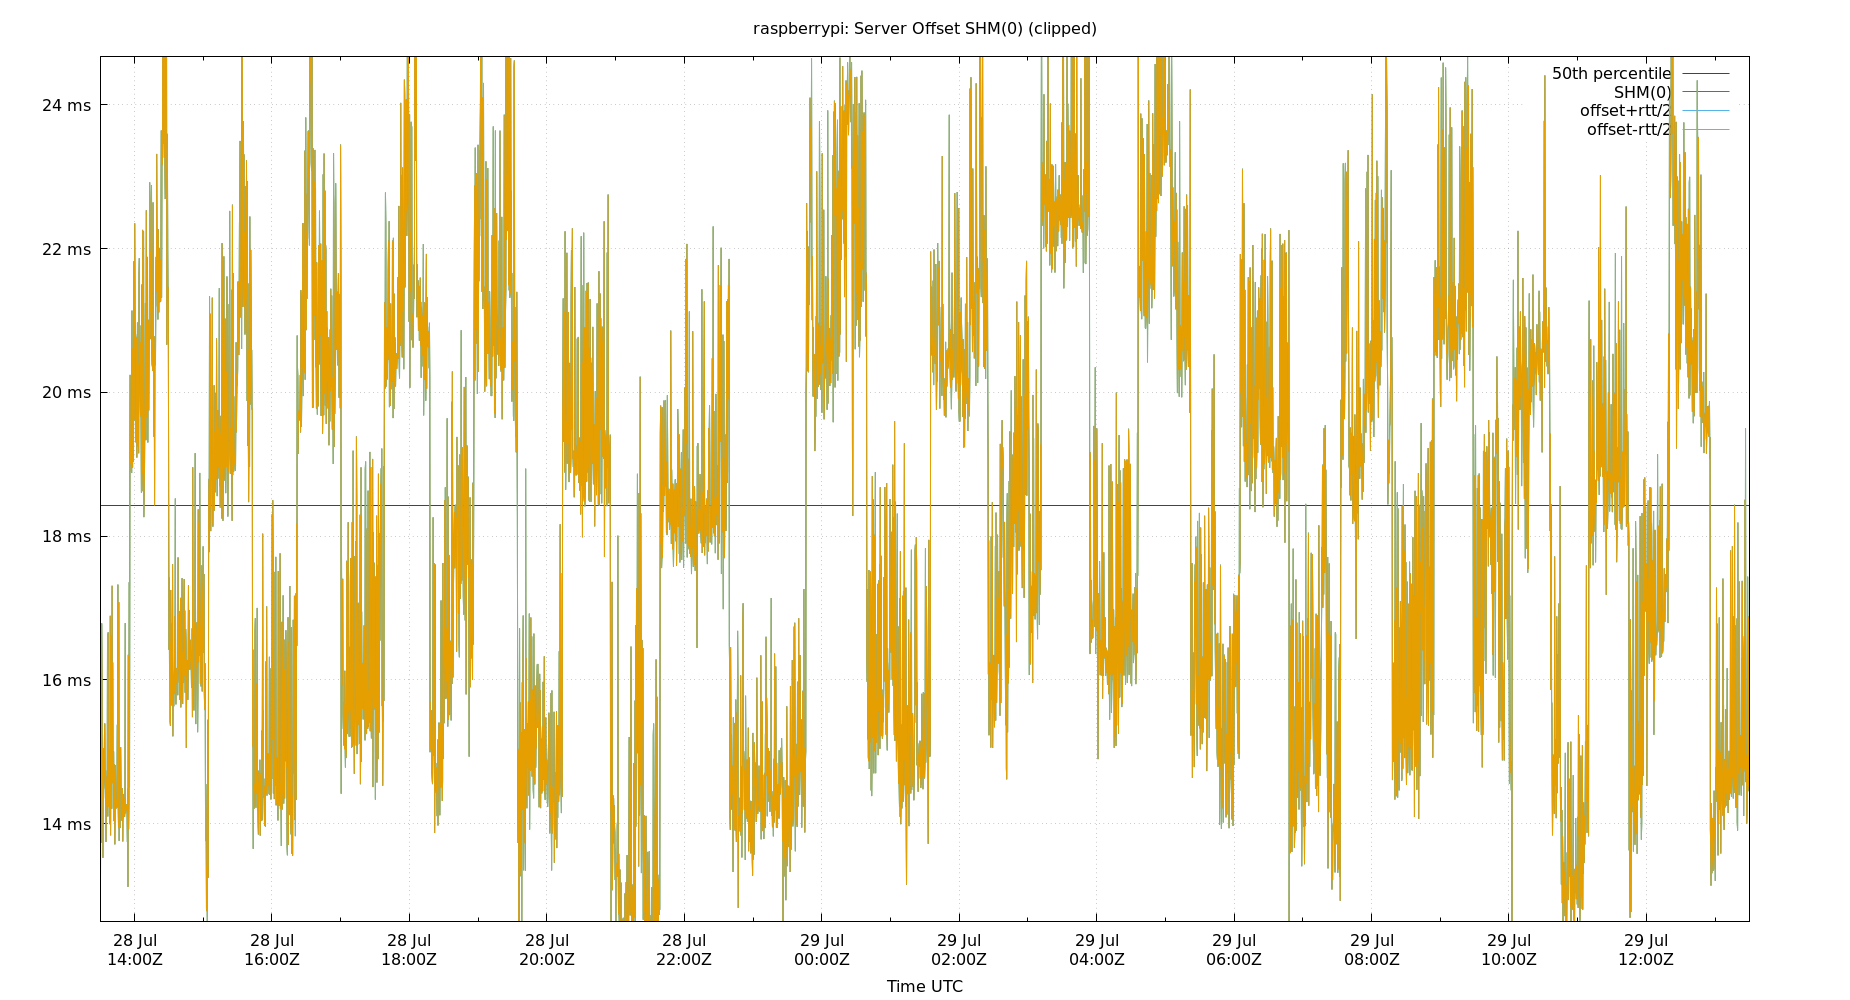 raspberrypi: Server Offset SHM(0) (clipped)
50th percentile
SHM(0)
offset+rtt/2
offset-rtt/2
24 ms
22 ms
20 ms
18 ms
16 ms
14 ms
28 Jul 28 Jul 28 Jul 28 Jul 28 Jul 29 Jul 29 Jul 29 Jul 29 Jul 29 Jul 29 Jul 29 Jul
14:00Z 16:00Z 18:00Z 20:00Z 22:00Z 00:00Z 02:00Z 04:00Z 06:00Z 08:00Z 10:00Z 12:00Z
Time UTC